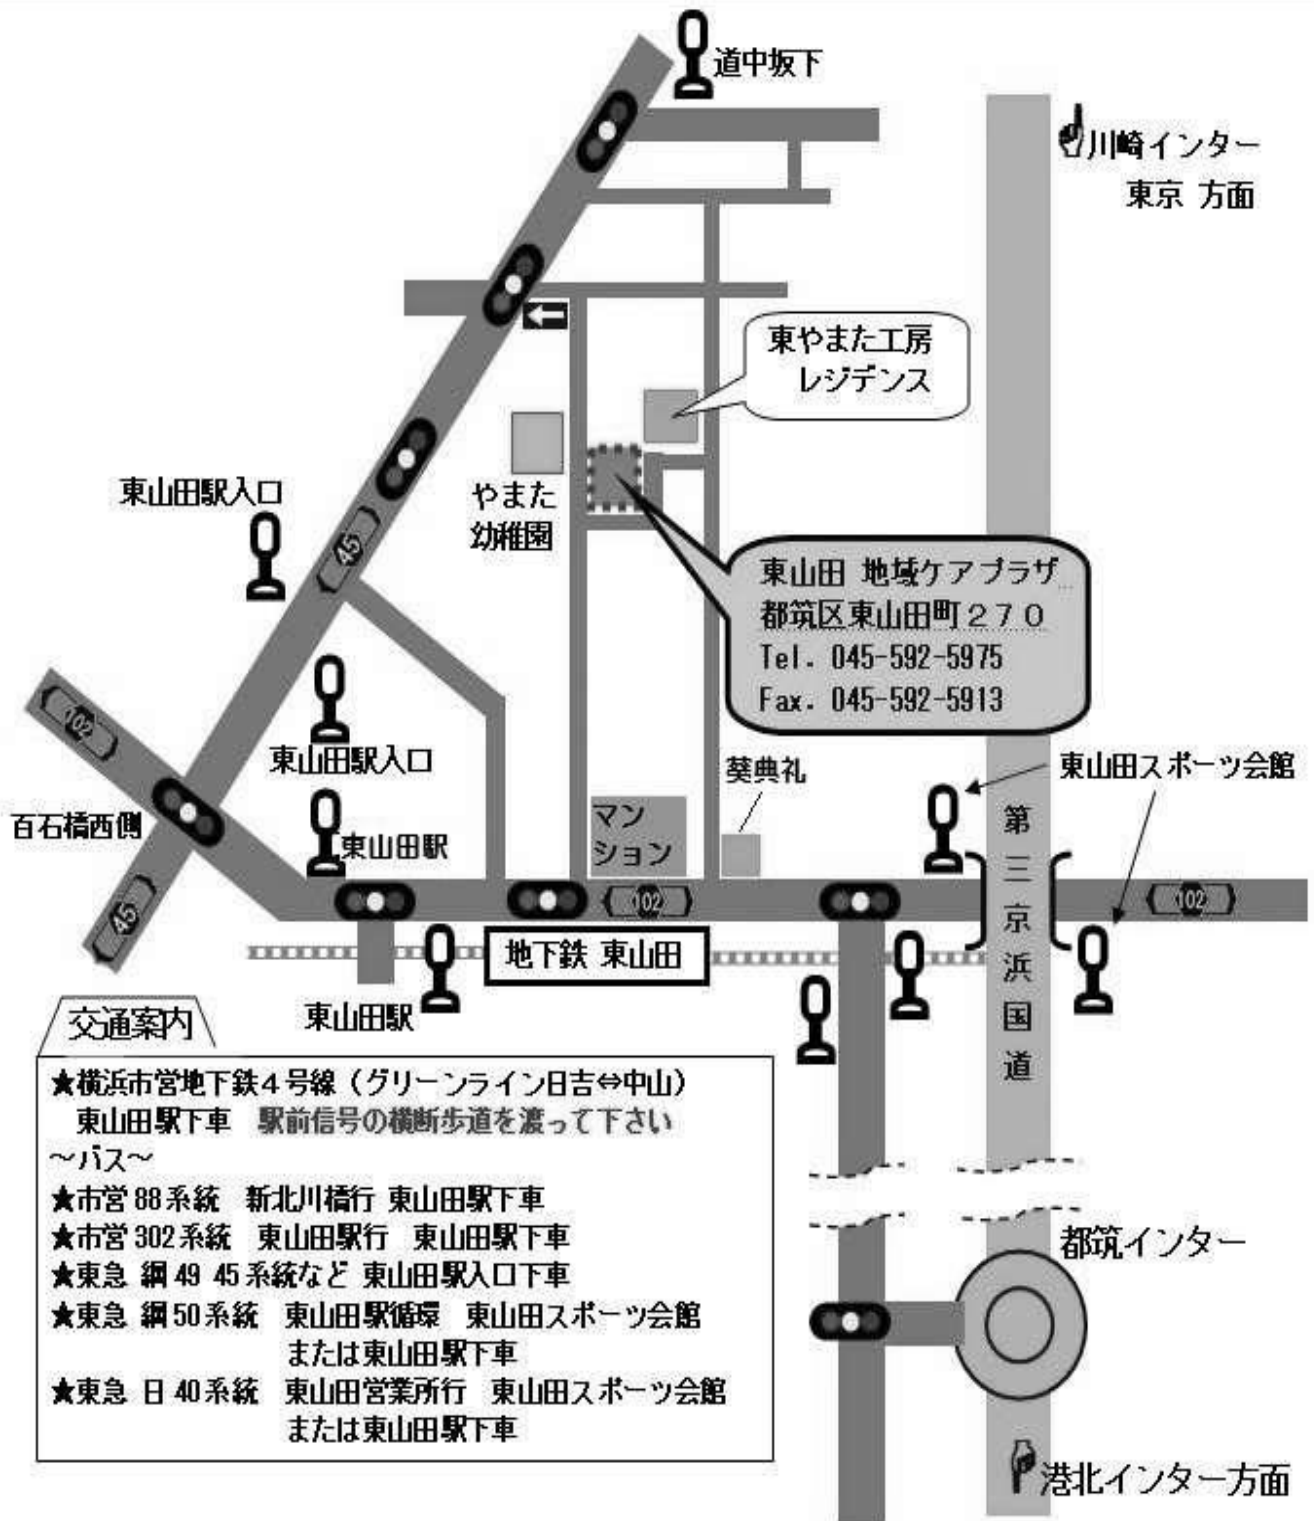 道中坂下
川崎インター
東京 方面
東やまた工房
レジデンス
東山田駅入口
やまた
幼稚園
45
東山田 地域ケアプラザ
都筑区東山田町270
Tel. 045-592-5975
Fax. 045-592-5913
102
東山田駅入口
葵典礼
東山田スポーツ会館
百石橋西側
東山田駅
マン
ション
第三京浜国道
102
102
45
地下鉄 東山田
東山田駅
交通案内
★横浜市営地下鉄4号線(グリーンライン日吉⇔中山)
東山田駅下車 駅前信号の横断歩道を渡って下さい
~バス~
★市営88系統 新北川橋行 東山田駅下車
★市営302系統 東山田駅行 東山田駅下車
★東急 綱49 45系統など 東山田駅入口下車
★東急 綱50系統 東山田駅循環 東山田スポーツ会館
または東山田駅下車
★東急 日40系統 東山田営業所行 東山田スポーツ会館
または東山田駅下車
都筑インター
港北インター方面